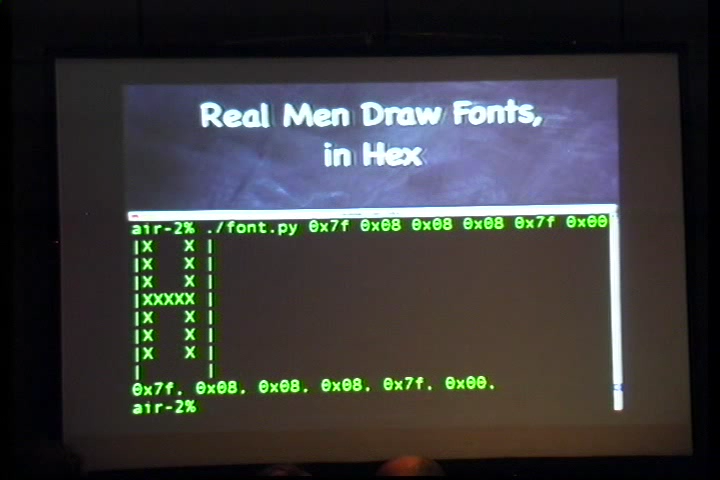 Real Men Draw Fonts,
in Hex
air-2% ./font.py 0x7f 0x08 0x08 0x08 0x7f 0x00
|X   X |
|X   X |
|X   X |
|XXXXX |
|X   X |
|X   X |
|X   X |
|      |
0x7f, 0x08, 0x08, 0x08, 0x7f, 0x00,
air-2%